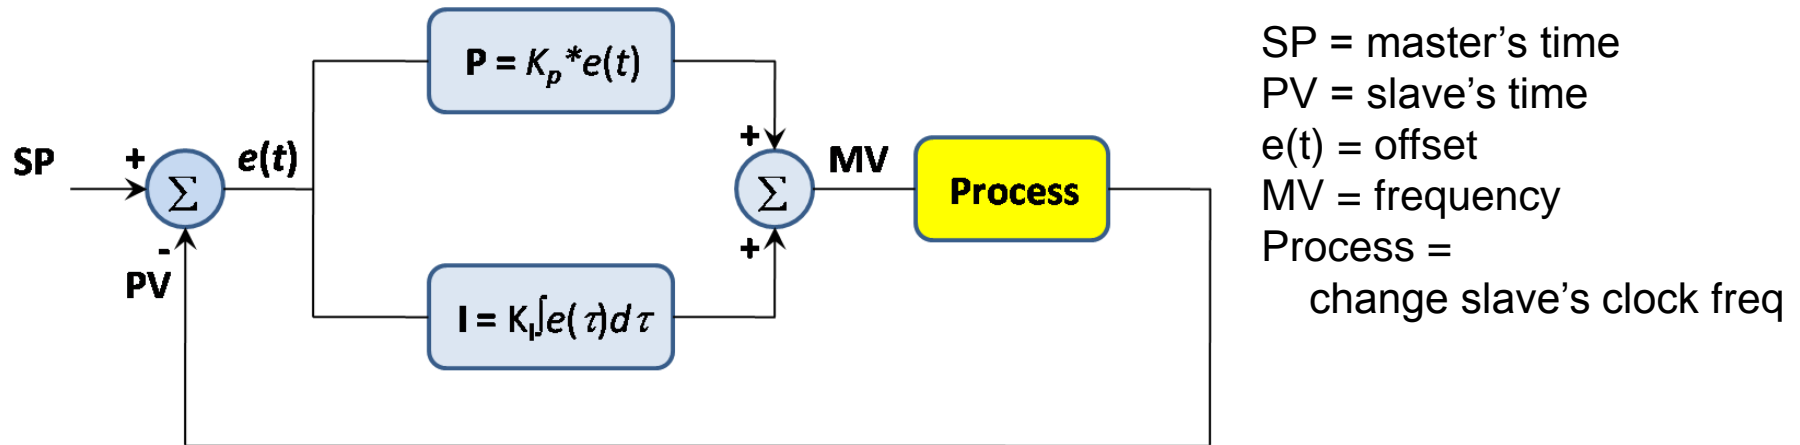 P = Kp*e(t)
SP
+
Σ
e(t)
-
PV
I = KI∫e(τ)dτ
+
Σ
+
MV
Process
SP = master’s time
PV = slave’s time
e(t) = offset
MV = frequency
Process =
change slave’s clock freq